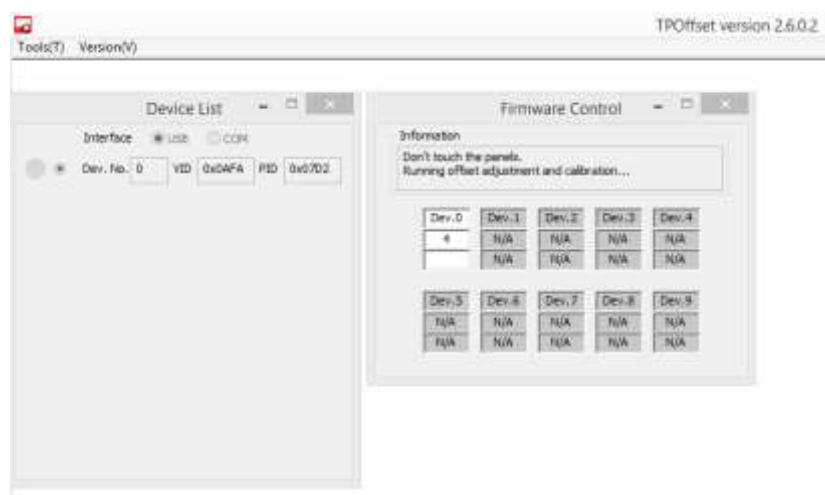 TPOffset version 2.6.0.2
Tools(T) Version(V)
Device List
Interface USB COM
Dev. No. 0 VID 0x0AFA PID 0x07D2
Firmware Control
Information
Don't touch the panels.
Running offset adjustment and calibration...
Dev.0 Dev.1 Dev.2 Dev.3 Dev.4
4 N/A N/A N/A N/A
N/A N/A N/A N/A
Dev.5 Dev.6 Dev.7 Dev.8 Dev.9
N/A N/A N/A N/A N/A
N/A N/A N/A N/A N/A